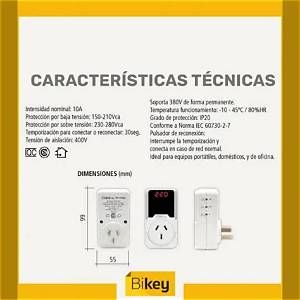 CARACTERÍSTICAS TÉCNICAS
Intensidad nominal: 10A
Protección por baja tensión: 150-210Vca
Protección por sobre tensión: 230-280Vca
Temporización para conectar o reconectar: 30seg.
Tensión de aislación: 400V
Soporta 380V de forma permanente.
Temperatura funcionamiento: -10 - 45°C / 80%HR
Grado de protección: IP20
Conforme a Norma IEC 60730-2-7
Pulsador de reconexión:
interrumpe la temporización y
conecta en caso de red normal.
Ideal para equipos portátiles, domésticos, y de oficina.
DIMENSIONES (mm)
99
55
220
Bikey